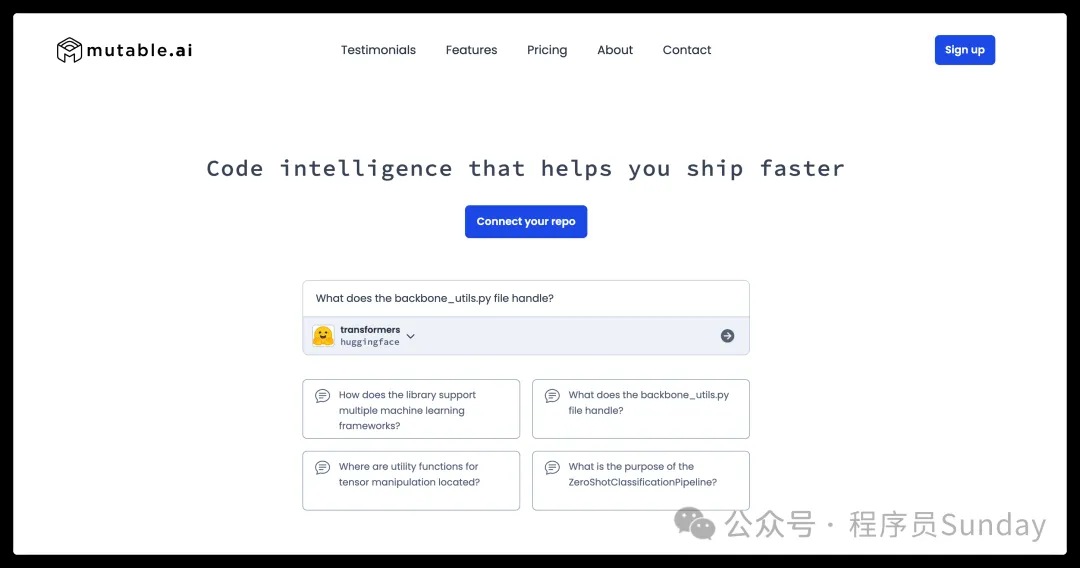 mutable.ai
Testimonials Features Pricing About Contact
Sign up
Code intelligence that helps you ship faster
Connect your repo
What does the backbone_utils.py file handle?
transformers
huggingface
How does the library support
multiple machine learning
frameworks?
What does the backbone_utils.py
file handle?
Where are utility functions for
tensor manipulation located?
What is the purpose of the
ZeroShotClassificationPipeline?
公众号 · 程序员Sunday